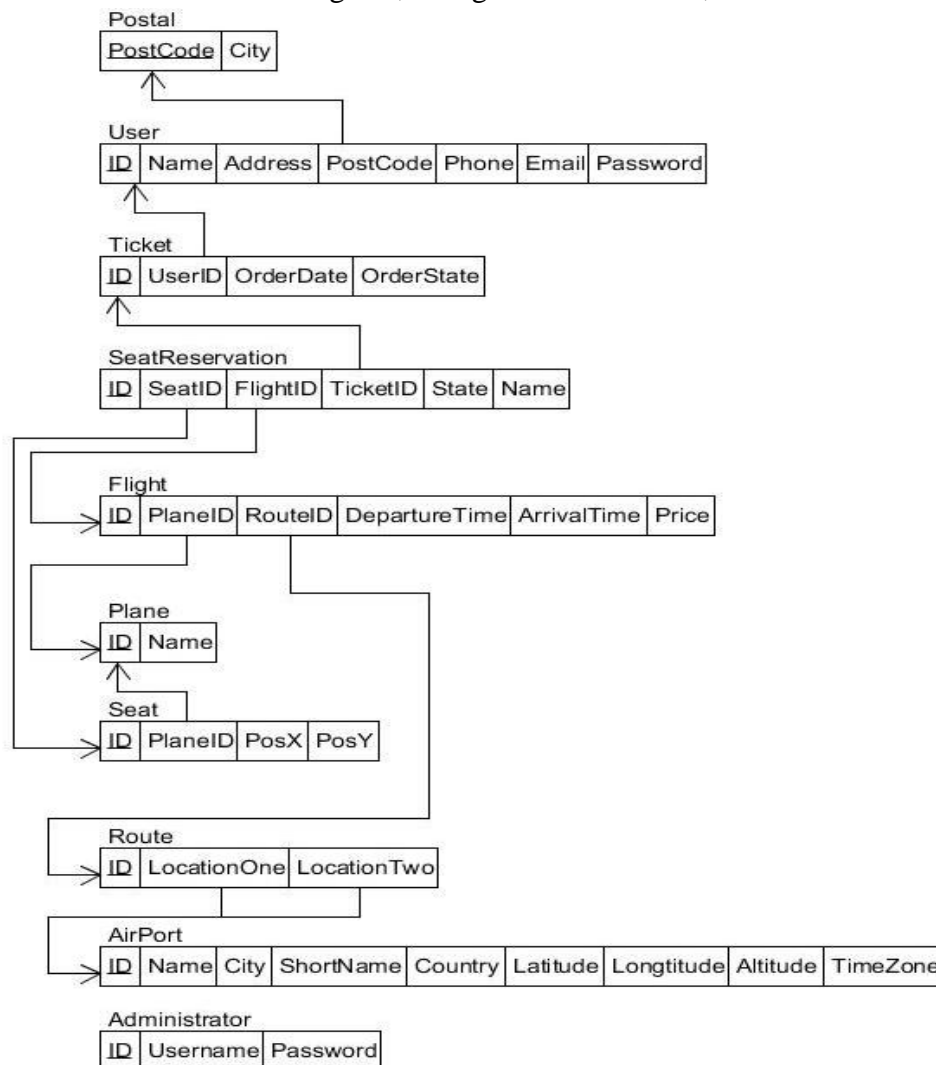 Postal
PostCode City
User
ID Name Address PostCode Phone Email Password
Ticket
ID UserID OrderDate OrderState
SeatReservation
ID SeatID FlightID TicketID State Name
Flight
ID PlaneID RouteID DepartureTime ArrivalTime Price
Plane
ID Name
Seat
ID PlaneID PosX PosY
Route
ID LocationOne LocationTwo
AirPort
ID Name City ShortName Country Latitude Longtitude Altitude TimeZone
Administrator
ID Username Password